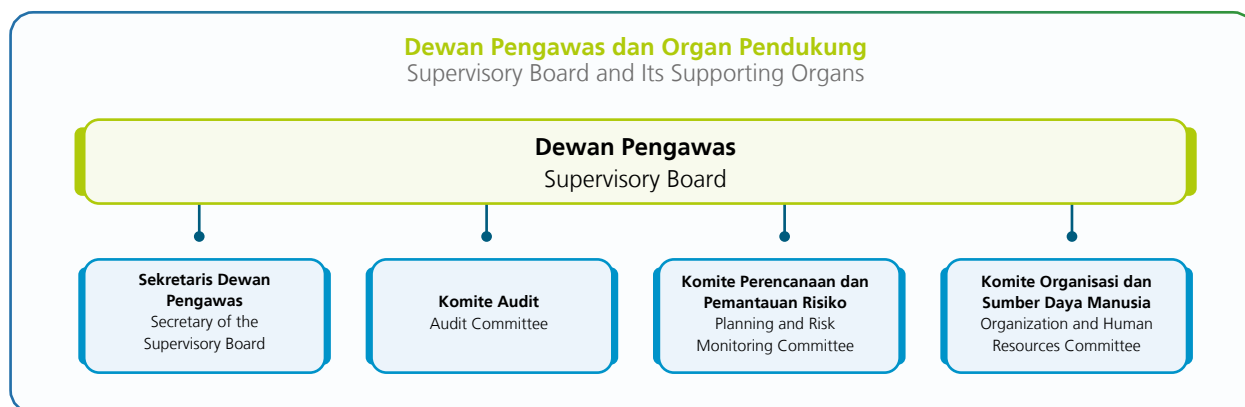 Dewan Pengawas dan Organ Pendukung
Supervisory Board and Its Supporting Organs
Dewan Pengawas
Supervisory Board
Sekretaris Dewan
Pengawas
Secretary of the
Supervisory Board
Komite Audit
Audit Committee
Komite Perencanaan dan
Pemantauan Risiko
Planning and Risk
Monitoring Committee
Komite Organisasi dan
Sumber Daya Manusia
Organization and Human
Resources Committee